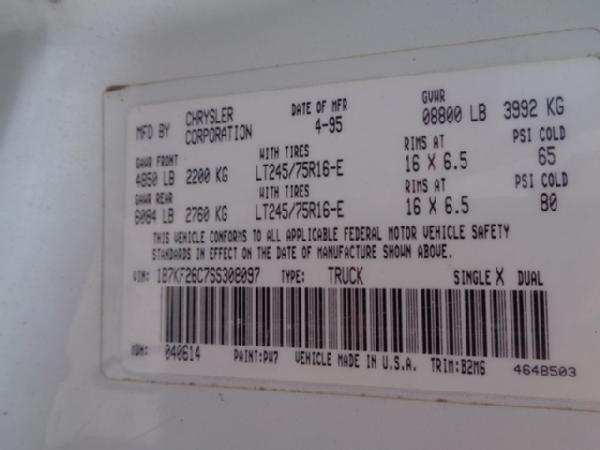 MFD BY CHRYSLER CORPORATION DATE OF MFR 4-95 GVWR 08800 LB 3992 KG
GAWR FRONT WITH TIRES RIMS AT PSI COLD
4850 LB 2200 KG LT245/75R16-E 16 X 6.5 65
GAWR REAR WITH TIRES RIMS AT PSI COLD
6084 LB 2760 KG LT245/75R16-E 16 X 6.5 80
THIS VEHICLE CONFORMS TO ALL APPLICABLE FEDERAL MOTOR VEHICLE SAFETY
STANDARDS IN EFFECT ON THE DATE OF MANUFACTURE SHOWN ABOVE.
VIN: 1B7KF26C7SS308097 TYPE: TRUCK SINGLE X DUAL
MDH: 040614 PAINT: PW7 VEHICLE MADE IN U.S.A. TRIM: B2M6 4648503